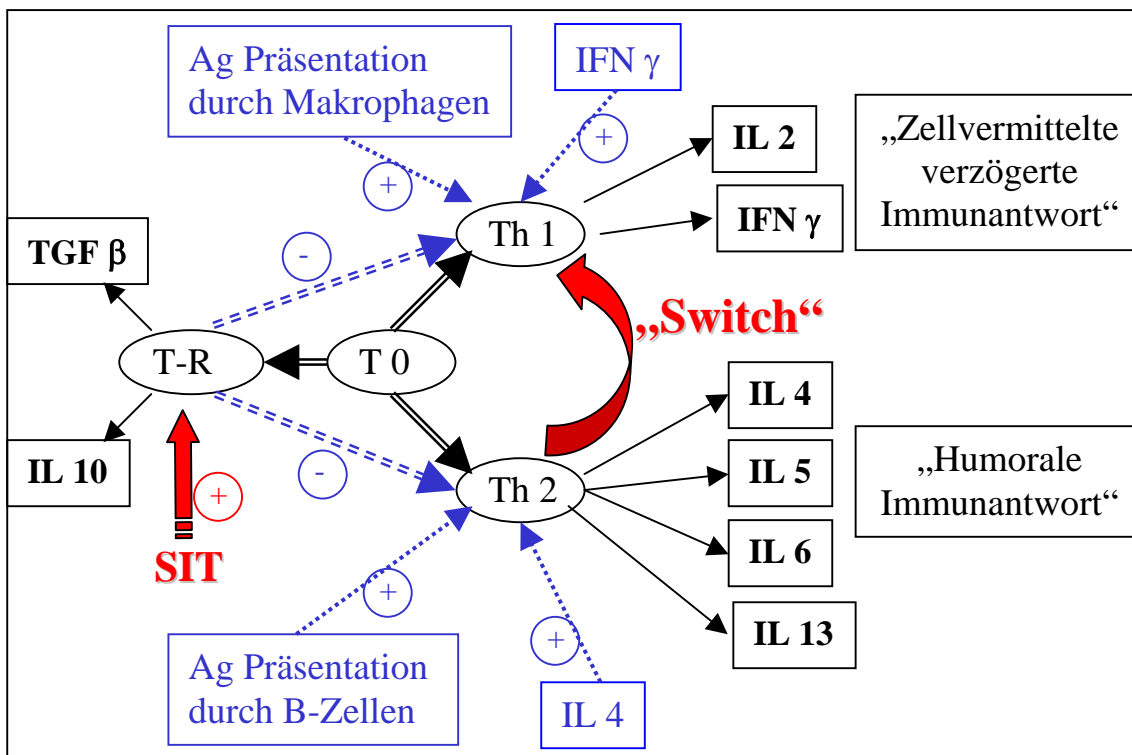 Ag Präsentation
durch Makrophagen
IFN γ
+
+
IL 2
IFN γ
„Zellvermittelte
verzögerte
Immunantwort“
Th 1
TGF β
-
„Switch“
T-R
T 0
IL 10
-
+
SIT
Th 2
IL 4
IL 5
IL 6
IL 13
„Humorale
Immunantwort“
+
+
Ag Präsentation
durch B-Zellen
IL 4